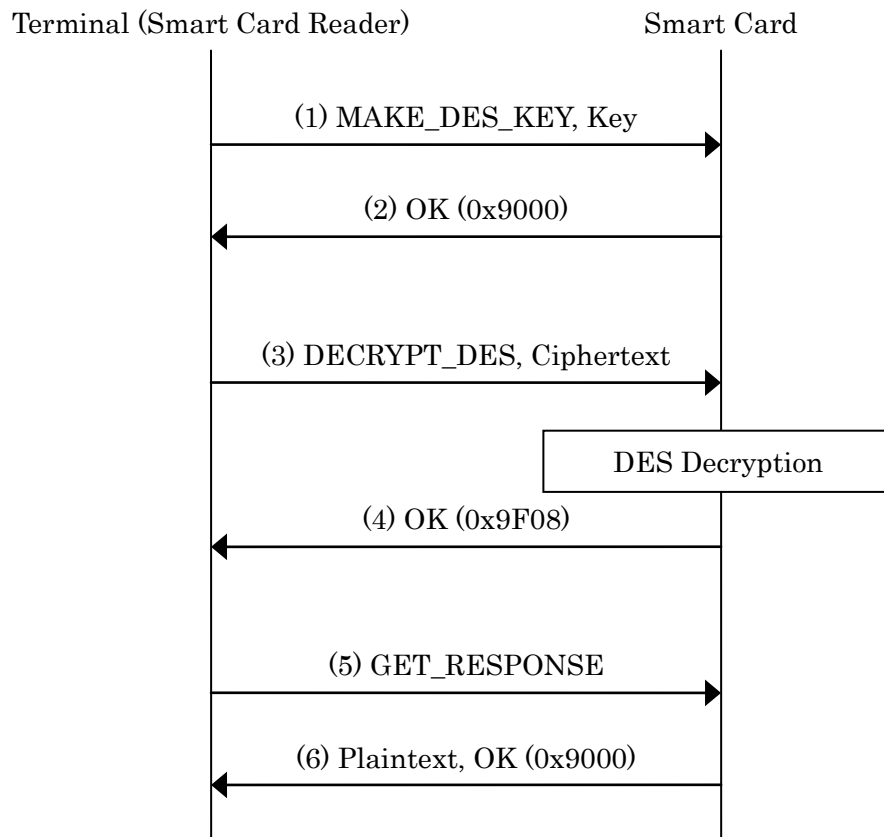 Terminal (Smart Card Reader)
Smart Card
(1) MAKE_DES_KEY, Key
(2) OK (0x9000)
(3) DECRYPT_DES, Ciphertext
DES Decryption
(4) OK (0x9F08)
(5) GET_RESPONSE
(6) Plaintext, OK (0x9000)